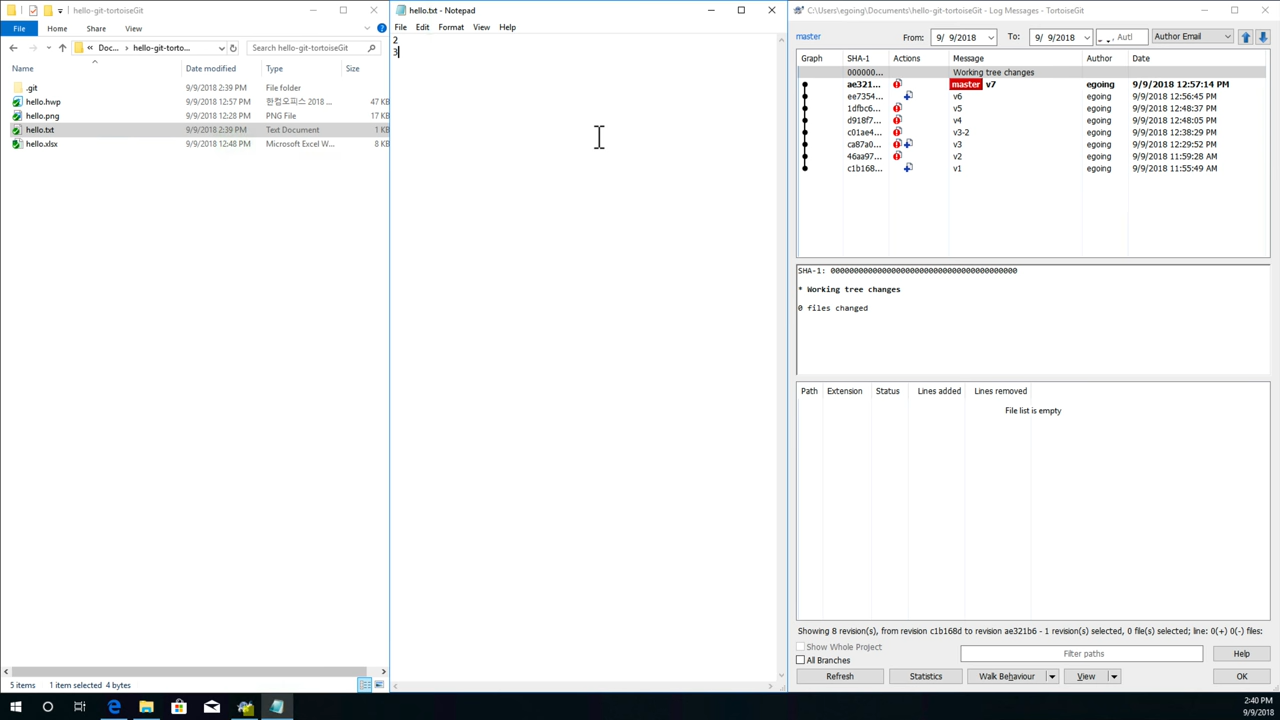 hello-git-tortoiseGit
File Home Share View
Doc... hello-git-torto... Search hello-git-tortoiseGit
Name Date modified Type Size
.git 9/9/2018 2:39 PM File folder
hello.hwp 9/9/2018 12:57 PM 한컴오피스 2018 ... 47 KB
hello.png 9/9/2018 12:28 PM PNG File 17 KB
hello.txt 9/9/2018 2:39 PM Text Document 1 KB
hello.xlsx 9/9/2018 12:48 PM Microsoft Excel W... 8 KB
5 items 1 item selected 4 bytes
hello.txt - Notepad
File Edit Format View Help
2
3
C:\Users\egoing\Documents\hello-git-tortoiseGit - Log Messages - TortoiseGit
master From: 9/ 9/2018 To: 9/ 9/2018 Autl Author Email
Graph SHA-1 Actions Message Author Date
000000... Working tree changes
ae321... master v7 egoing 9/9/2018 12:57:14 PM
ee7354... v6 egoing 9/9/2018 12:56:45 PM
1dfbc6... v5 egoing 9/9/2018 12:48:37 PM
d918f7... v4 egoing 9/9/2018 12:48:05 PM
c01ae4... v3-2 egoing 9/9/2018 12:38:29 PM
ca87a0... v3 egoing 9/9/2018 12:29:52 PM
46aa97... v2 egoing 9/9/2018 11:59:28 AM
c1b168... v1 egoing 9/9/2018 11:55:49 AM
SHA-1: 0000000000000000000000000000000000000000
* Working tree changes
0 files changed
Path Extension Status Lines added Lines removed
File list is empty
Showing 8 revision(s), from revision c1b168d to revision ae321b6 - 1 revision(s) selected, 0 file(s) selected; line: 0(+) 0(-) files:
Show Whole Project
All Branches
Filter paths
Help
Refresh Statistics Walk Behaviour View OK
2:40 PM
9/9/2018